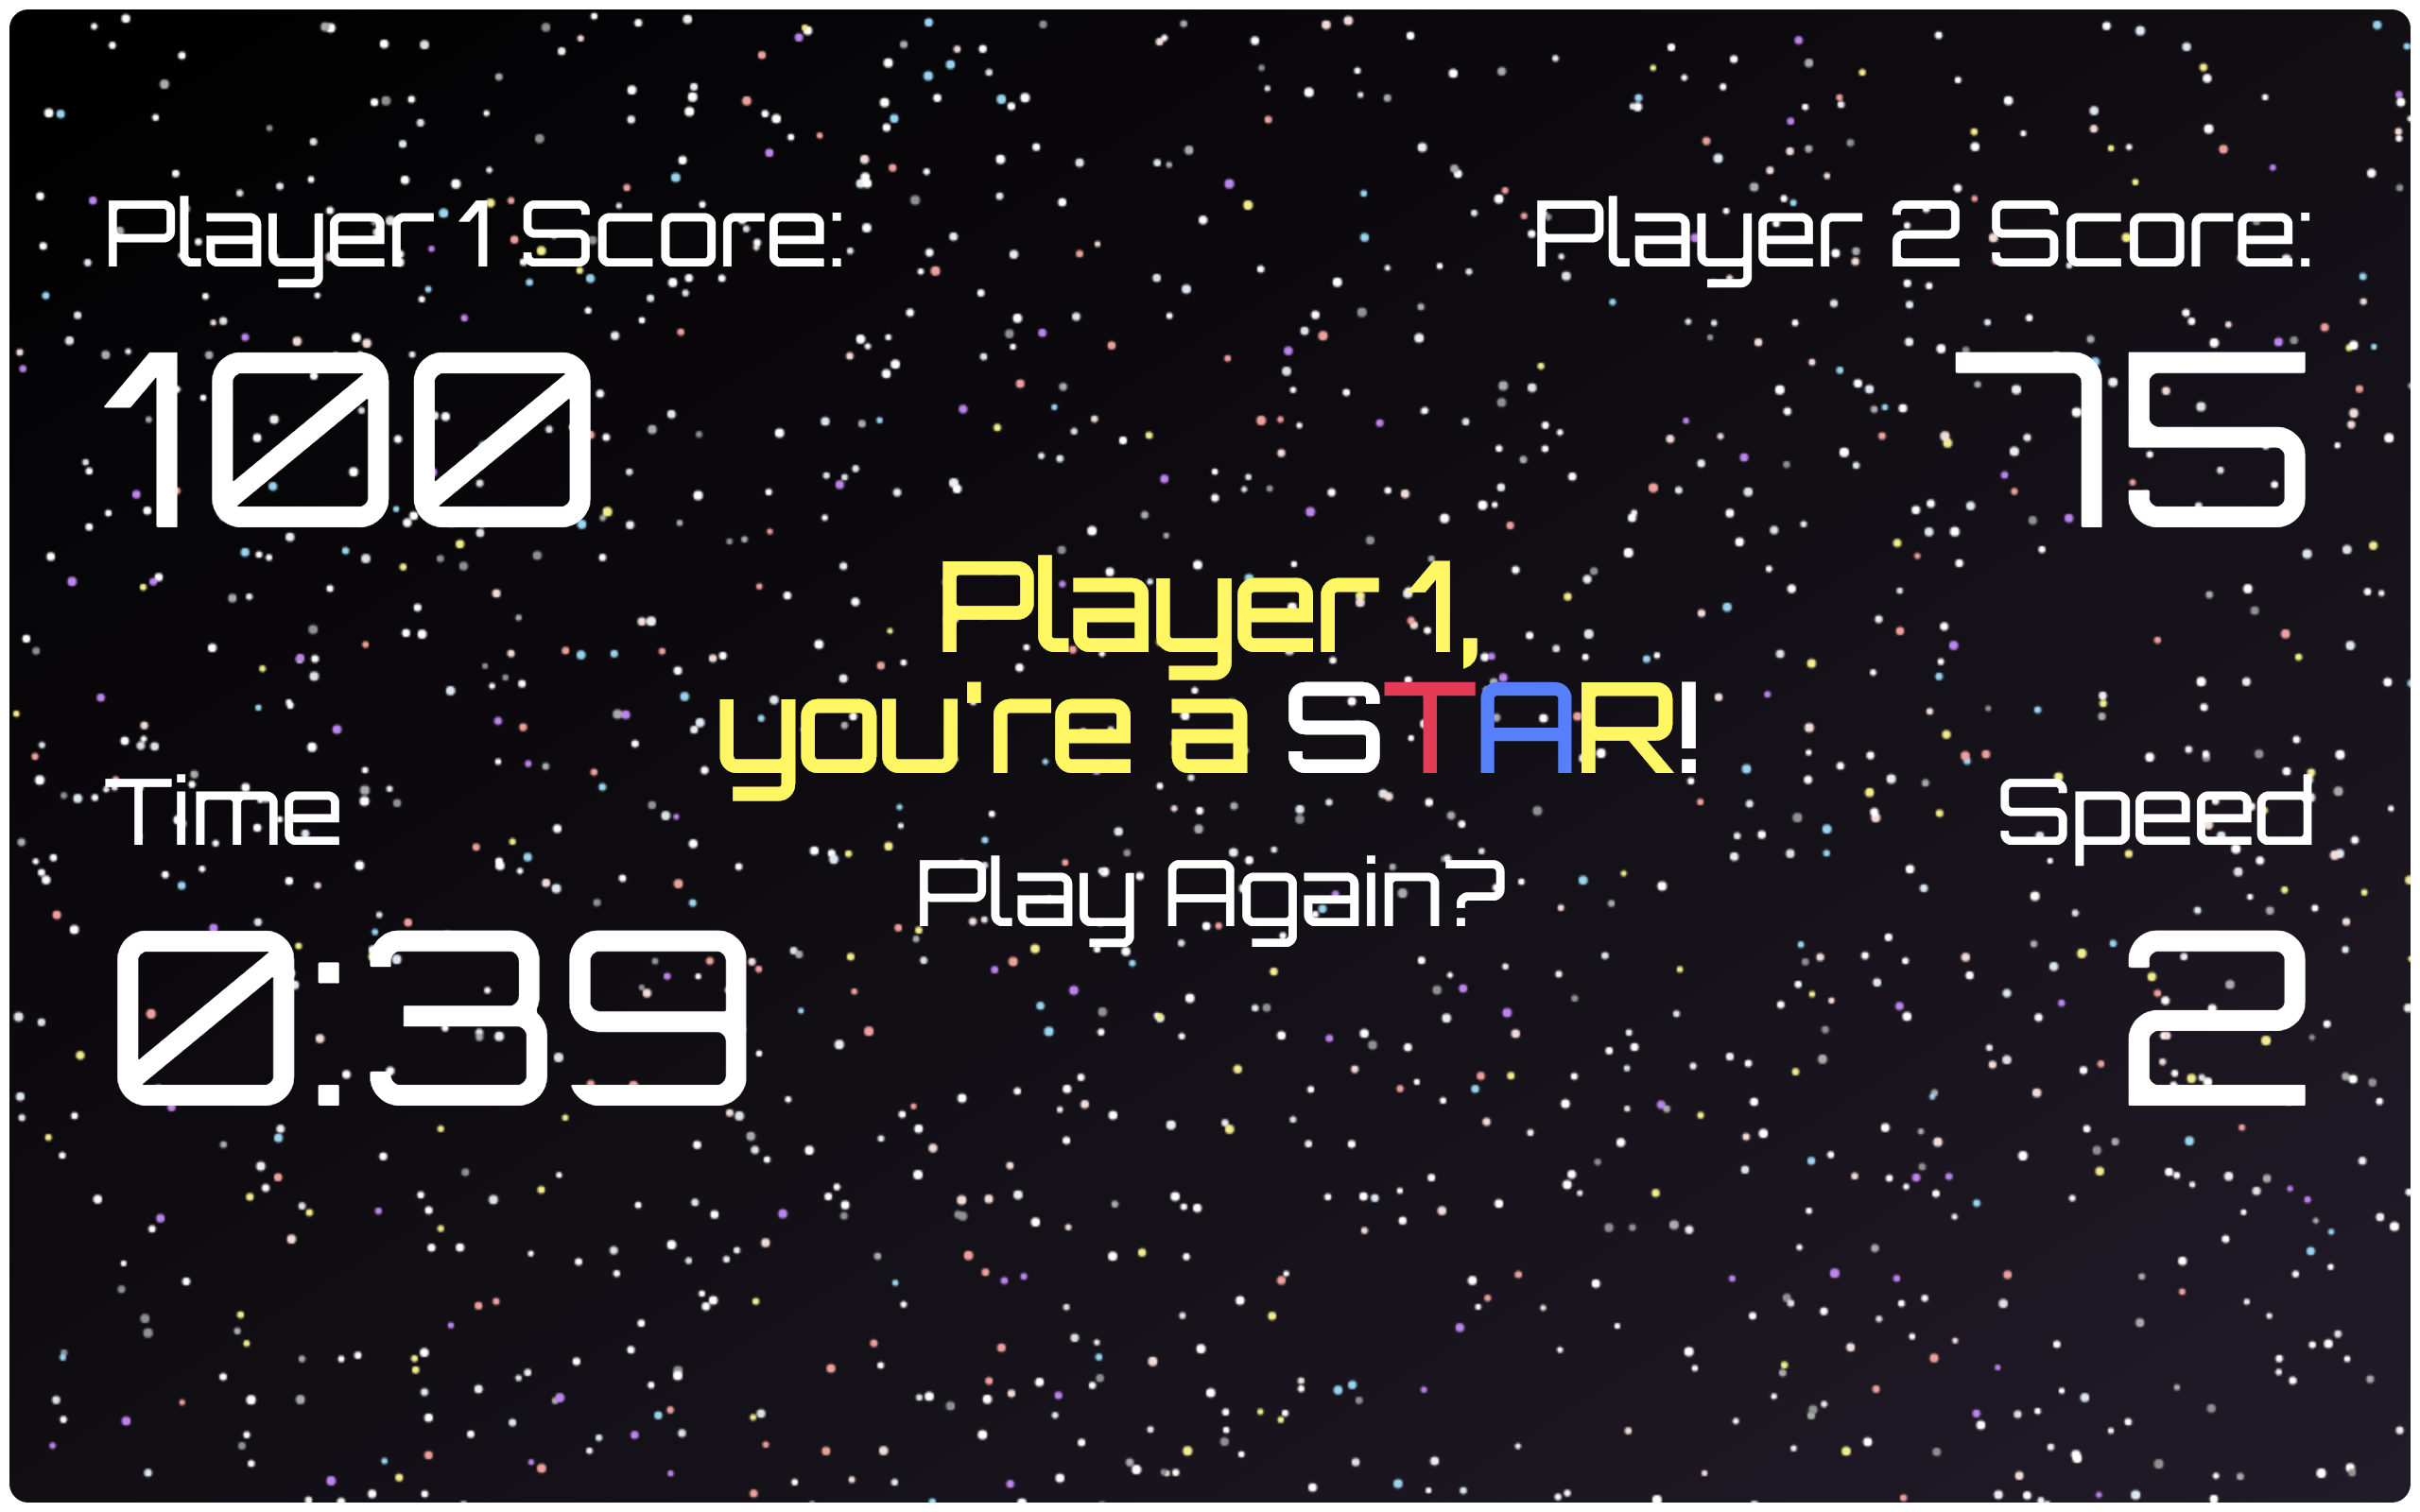 Player 1 Score:
100
Player 2 Score:
75
Player 1,
you're a STAR!
Time
0:39
Speed
2
Play Again?